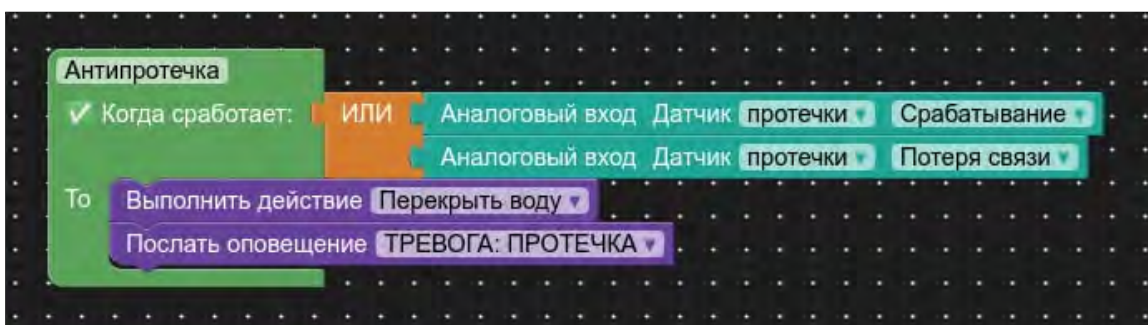 Антипротечка
Когда сработает: ИЛИ Аналоговый вход Датчик протечки Срабатывание
Аналоговый вход Датчик протечки Потеря связи
То Выполнить действие Перекрыть воду
Послать оповещение ТРЕВОГА: ПРОТЕЧКА